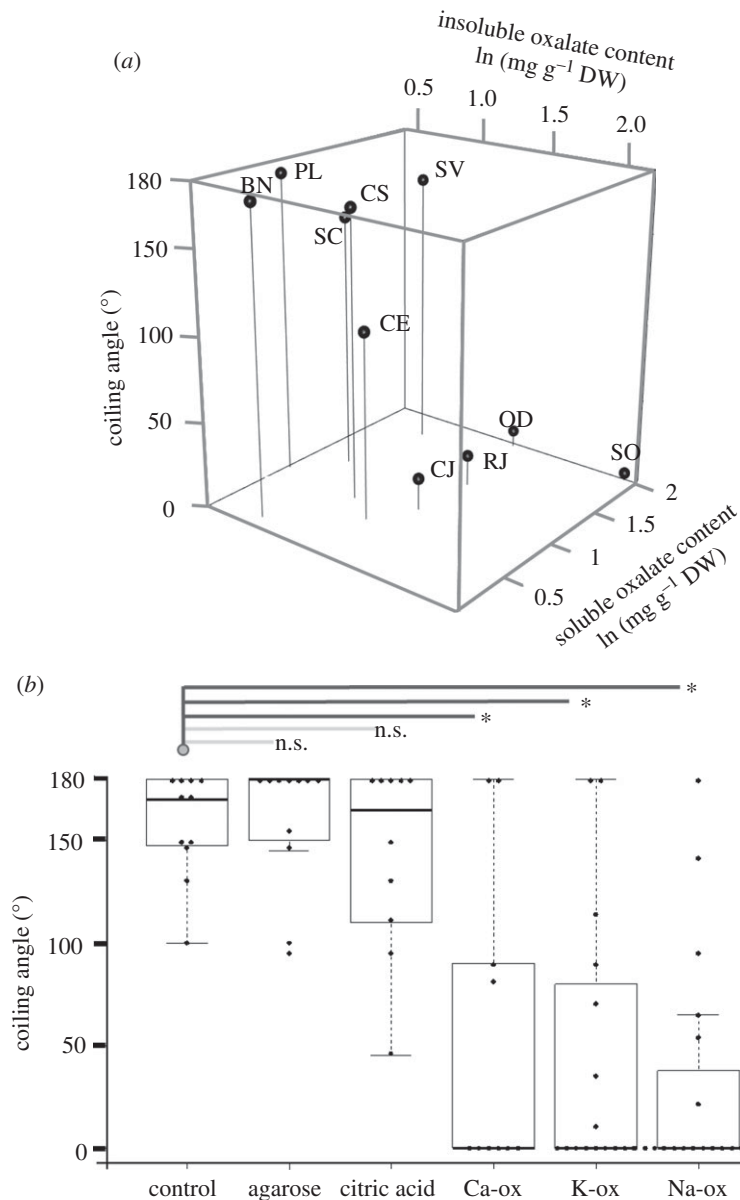 (a)
insoluble oxalate content
ln (mg g⁻¹ DW)
0.5 1.0 1.5 2.0
180 BN PL CS SV
SC
150
CE
100
coiling angle (°)
50
OD
CJ RJ SO
0
2
1.5
1
0.5
soluble oxalate content
ln (mg g⁻¹ DW)
(b)
*
*
*
n.s.
n.s.
180
150
100
50
0
coiling angle (°)
control agarose citric acid Ca-ox K-ox Na-ox